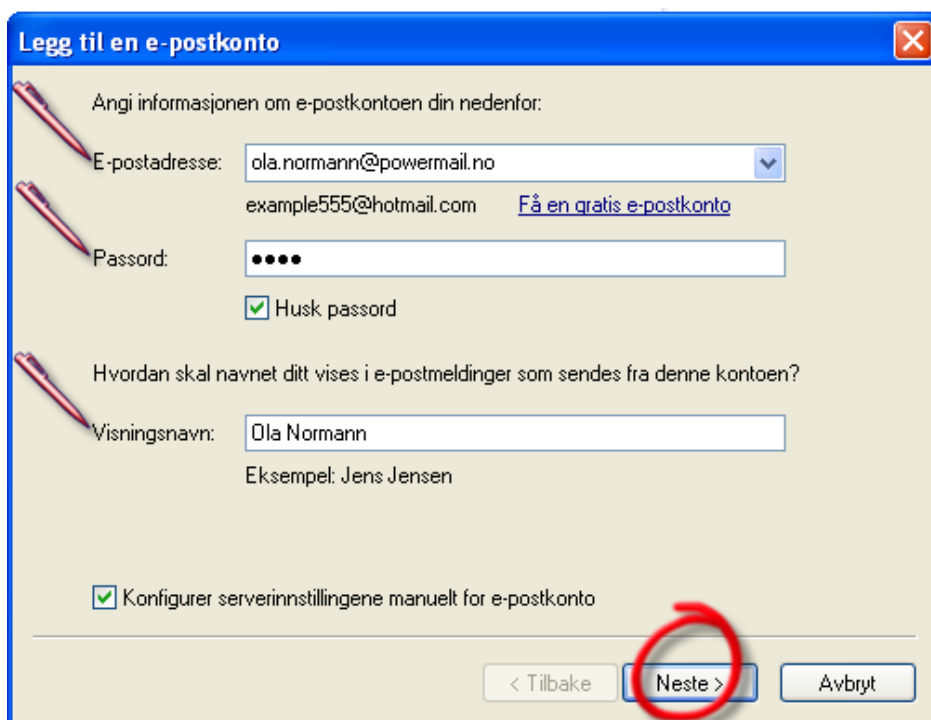 Legg til en e-postkonto
Angi informasjonen om e-postkontoen din nedenfor:
E-postadresse: ola.normann@powermail.no
example555@hotmail.com Få en gratis e-postkonto
Passord: ●●●●
Husk passord
Hvordan skal navnet ditt vises i e-postmeldinger som sendes fra denne kontoen?
Visningsnavn: Ola Normann
Eksempel: Jens Jensen
Konfigurer serverinnstillingene manuelt for e-postkonto
< Tilbake Neste > Avbryt